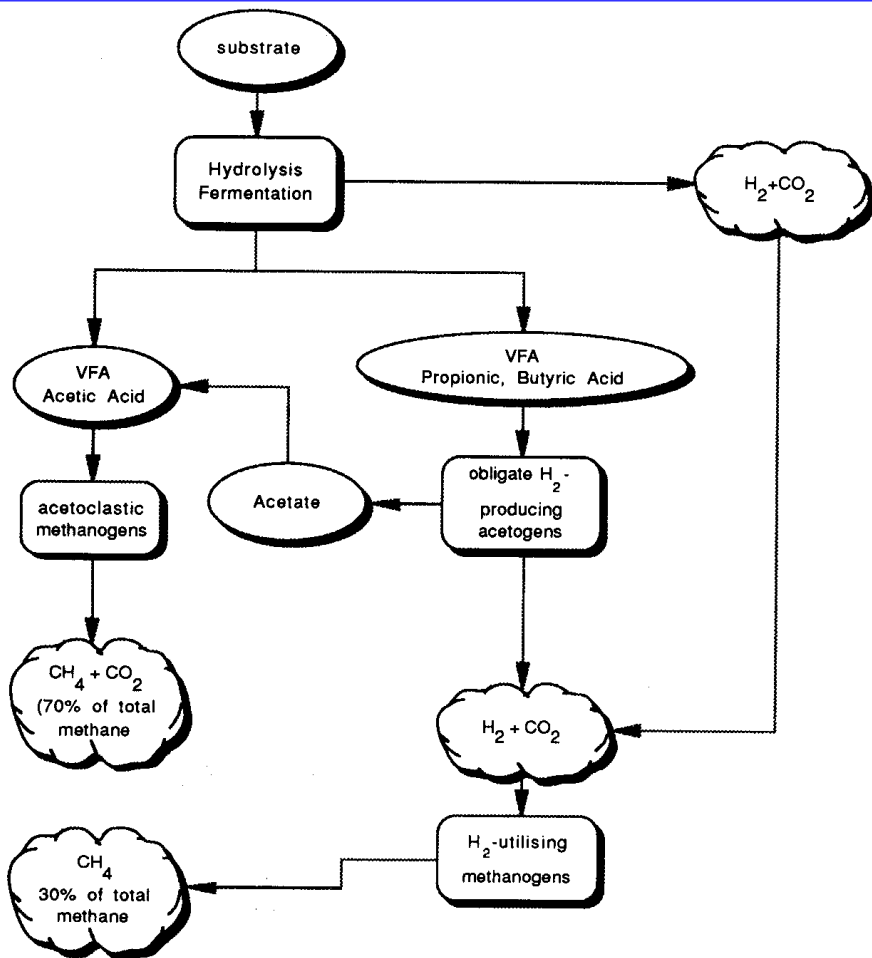 substrate
Hydrolysis
Fermentation
H₂+CO₂
VFA
Acetic Acid
VFA
Propionic, Butyric Acid
acetoclastic
methanogens
Acetate
obligate H₂-
producing
acetogens
CH₄ + CO₂
(70% of total
methane
H₂ + CO₂
H₂-utilising
methanogens
CH₄
30% of total
methane